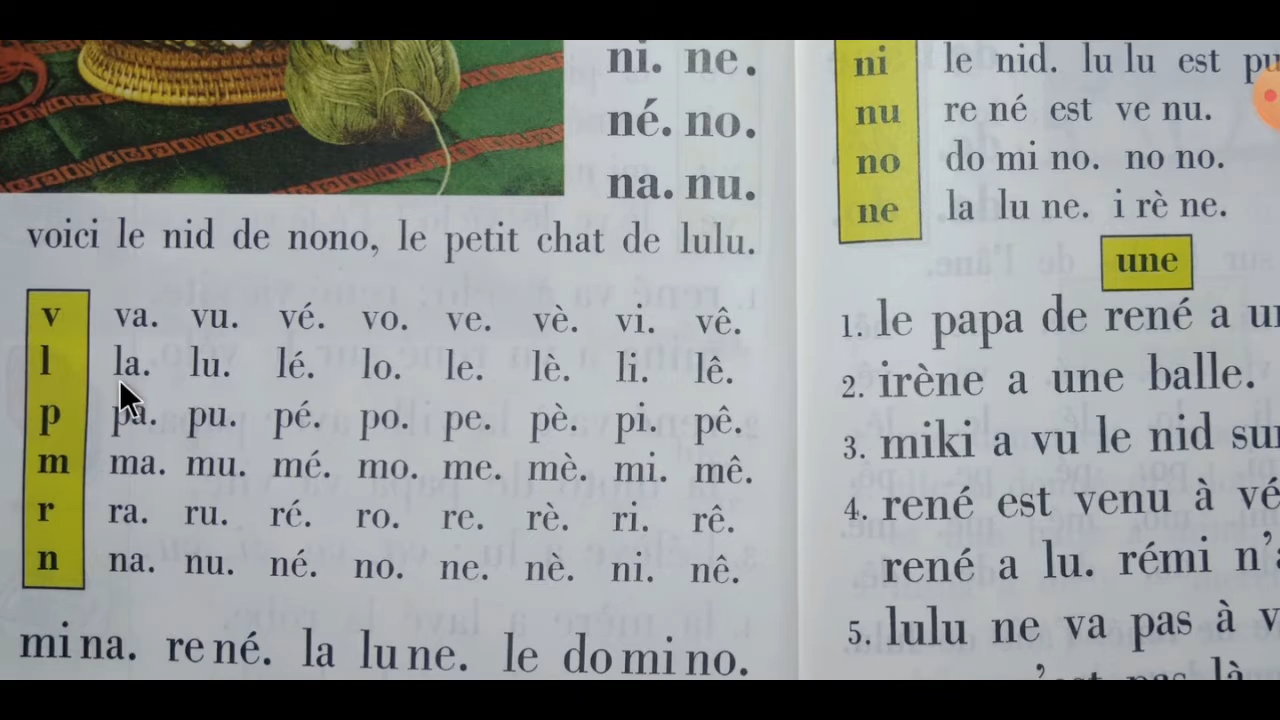 ni. ne.
né. no.
na. nu.
voici le nid de nono, le petit chat de lulu.
v va. vu. vé. vo. ve. vè. vi. vê.
l la. lu. lé. lo. le. lè. li. lê.
p pa. pu. pé. po. pe. pè. pi. pê.
m ma. mu. mé. mo. me. mè. mi. mê.
r ra. ru. ré. ro. re. rè. ri. rê.
n na. nu. né. no. ne. nè. ni. nê.
mi na. re né. la lu ne. le do mi no.
ni le nid. lu lu est
nu re né est ve nu.
no do mi no. no no.
ne la lu ne. i rè ne.
une
1. le papa de rené a
2. irène a une balle.
3. miki a vu le nid
4. rené est venu à
rené a lu. rémi
5. lulu ne va pas à
pas là